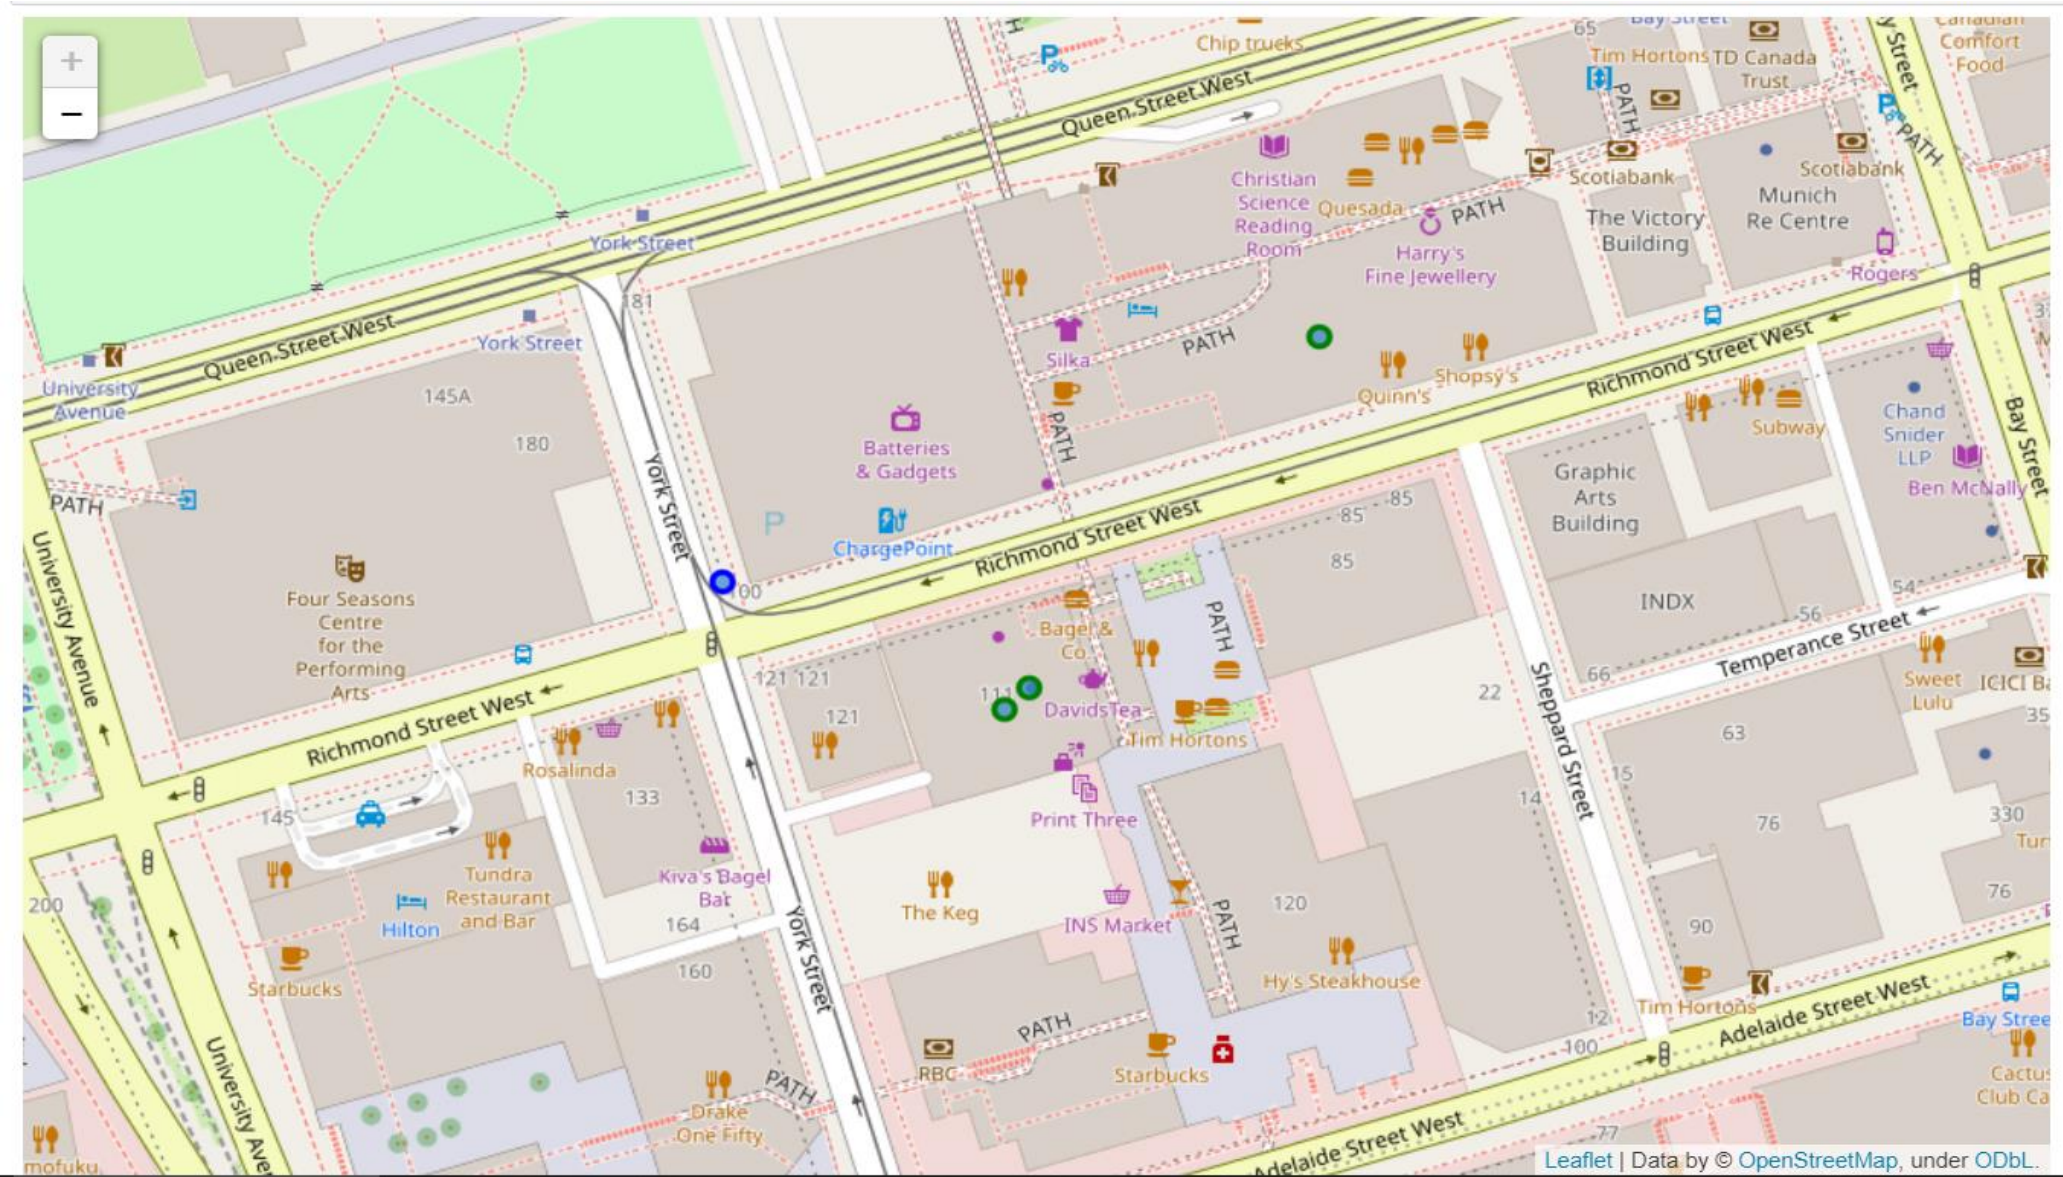 +
−
Bay Street
65
Chip trucks
Tim Hortons
TD Canada
Trust
Canadian
Comfort
Food
Queen Street West
PATH
PATH
Scotiabank
Scotiabank
Christian
Science
Reading
Room
Quesada
PATH
Harry's
Fine Jewellery
The Victory
Building
Munich
Re Centre
Rogers
York Street
181
York Street
Queen Street West
University
Avenue
145A
180
Silka
PATH
PATH
Quinn's
Shopsy's
Richmond Street West
Subway
Chand
Snider
LLP
Ben McNally
Bay Street
Batteries
& Gadgets
P
ChargePoint
York Street
PATH
University Avenue
Four Seasons
Centre
for the
Performing
Arts
100
Richmond Street West
85
85
85
Graphic
Arts
Building
INDX
54
56
66
Temperance Street
Sweet
Lulu
Bagel &
Co
PATH
121
121
121
111
DavidsTea
Tim Hortons
22
Sheppard Street
Richmond Street West
Rosalinda
133
145
Print Three
63
15
14
76
330
76
Tundra
Restaurant
and Bar
Kiva's Bagel
Bar
The Keg
INS Market
PATH
120
200
Hilton
164
160
York Street
Hy's Steakhouse
90
Starbucks
Tim Hortons
12
100
Adelaide Street West
PATH
RBC
Starbucks
PATH
Drake
One Fifty
University Ave
Adelaide Street West
77
Leaflet | Data by © OpenStreetMap, under ODbL.